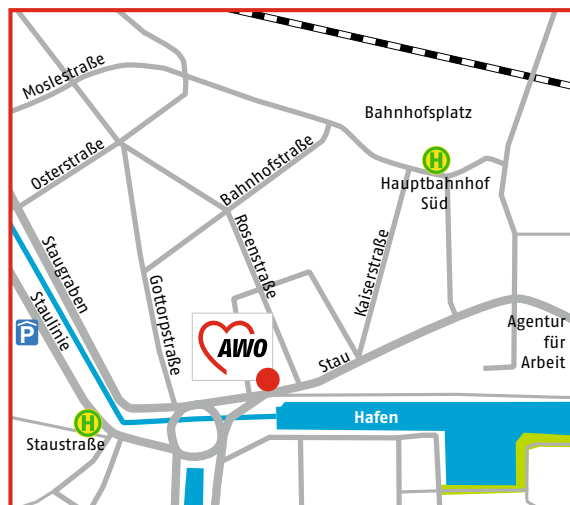 Moslestraße
Bahnhofsplatz
H
Hauptbahnhof
Süd
Osterstraße
Bahnhofstraße
Rosenstraße
Kaiserstraße
Staugraben
Staulinie
Gottorpstraße
P
AWO
Stau
Agentur
für
Arbeit
Hafen
H
Staustraße